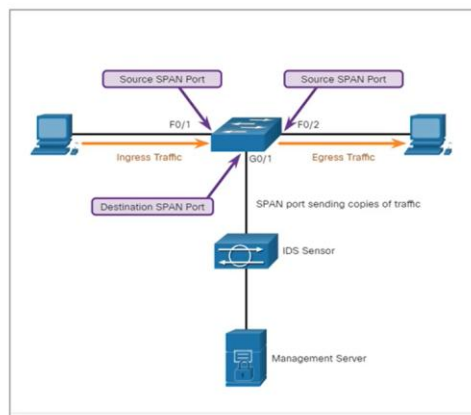 Source SPAN Port
Source SPAN Port
F0/1
F0/2
Ingress Traffic
G0/1
Egress Traffic
Destination SPAN Port
SPAN port sending copies of traffic
IDS Sensor
Management Server